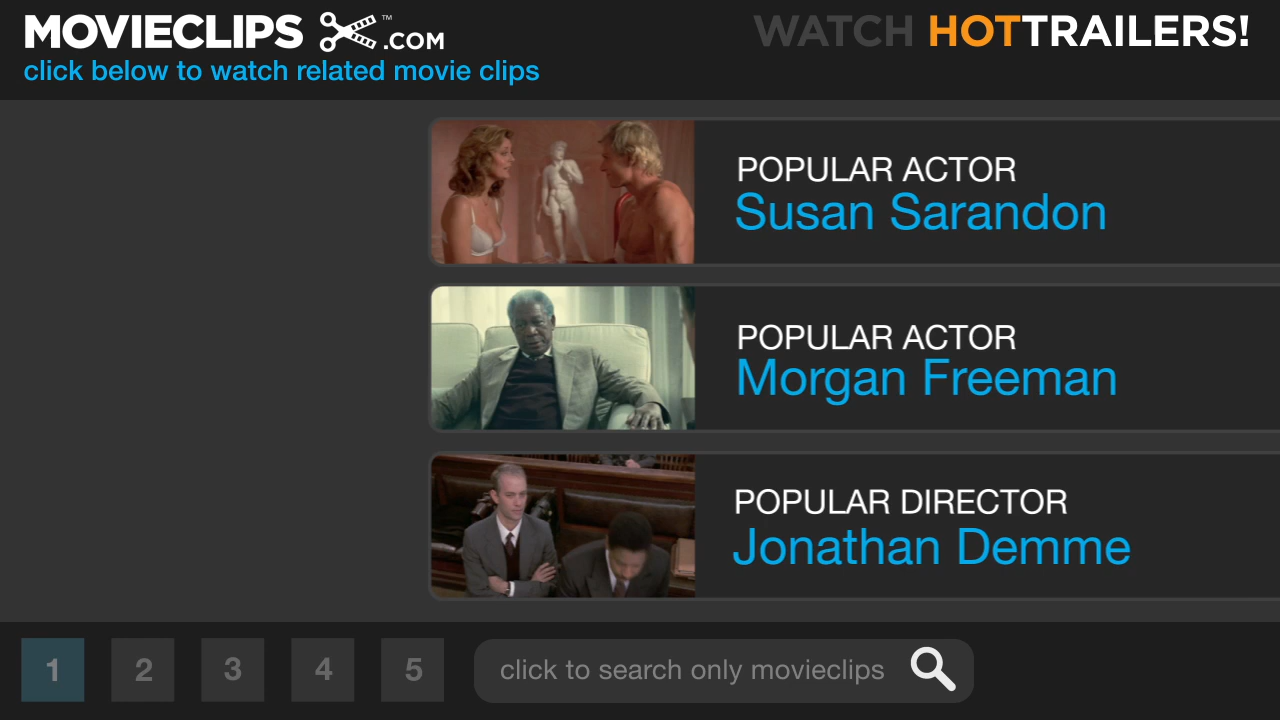 MOVIECLIPS ™ .COM
click below to watch related movie clips
WATCH HOTTRAILERS!
POPULAR ACTOR
Susan Sarandon
POPULAR ACTOR
Morgan Freeman
POPULAR DIRECTOR
Jonathan Demme
1 2 3 4 5
click to search only movieclips